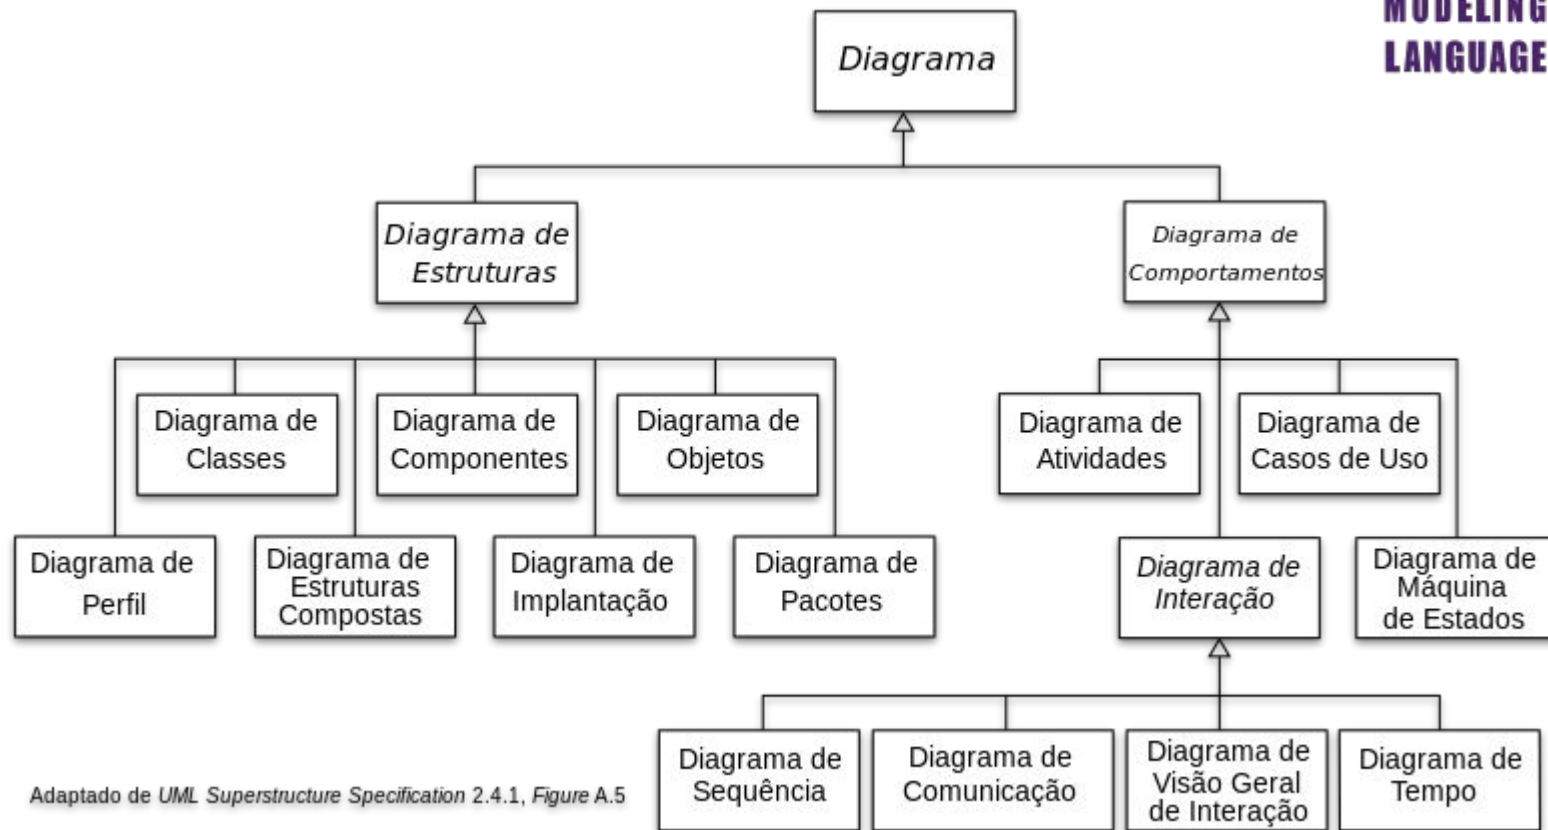 MODELING
LANGUAGE
Diagrama
Diagrama de
Estruturas
Diagrama de
Comportamentos
Diagrama de
Classes
Diagrama de
Componentes
Diagrama de
Objetos
Diagrama de
Atividades
Diagrama de
Casos de Uso
Diagrama de
Perfil
Diagrama de
Estruturas
Compostas
Diagrama de
Implantação
Diagrama de
Pacotes
Diagrama de
Interação
Diagrama de
Máquina
de Estados
Diagrama de
Sequência
Diagrama de
Comunicação
Diagrama de
Visão Geral
de Interação
Diagrama de
Tempo
Adaptado de UML Superstructure Specification 2.4.1, Figure A.5